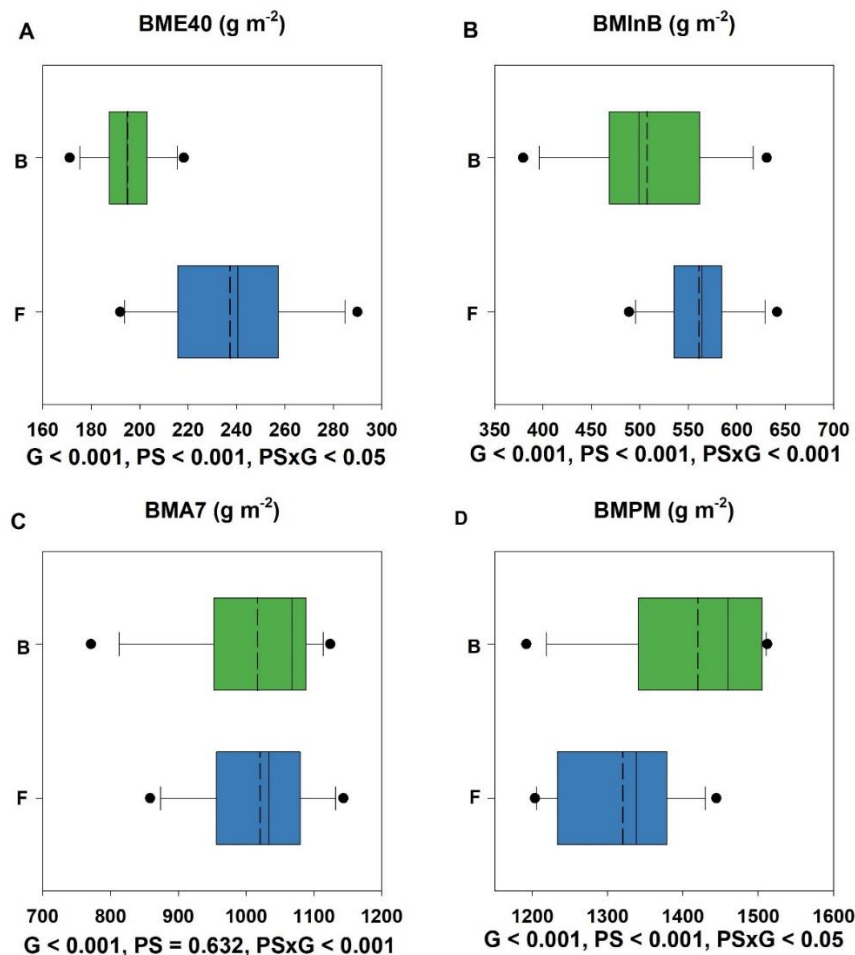 A
BME40 (g m⁻²)
B
F
160 180 200 220 240 260 280 300
G < 0.001, PS < 0.001, PSxG < 0.05
B
BMInB (g m⁻²)
B
F
350 400 450 500 550 600 650 700
G < 0.001, PS < 0.001, PSxG < 0.001
C
BMA7 (g m⁻²)
B
F
700 800 900 1000 1100 1200
G < 0.001, PS = 0.632, PSxG < 0.001
D
BMPM (g m⁻²)
B
F
1200 1300 1400 1500 1600
G < 0.001, PS < 0.001, PSxG < 0.05